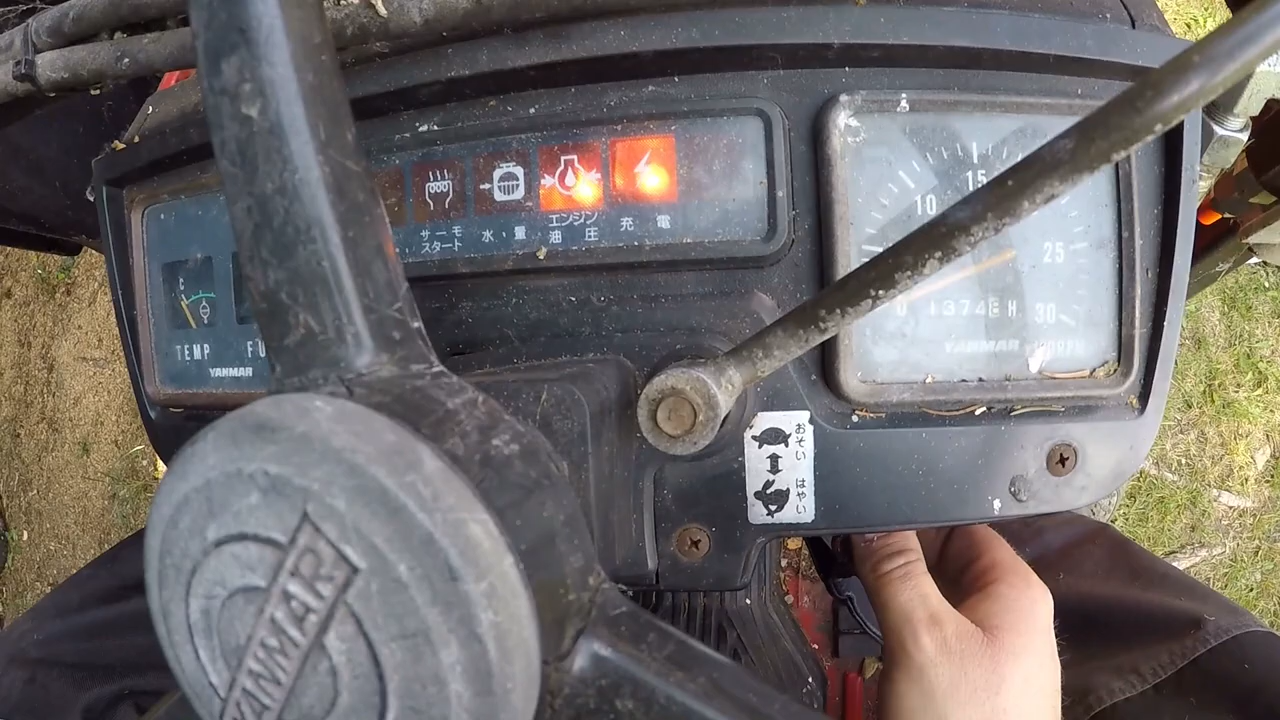 サーモ
スタート
水 量
エンジン
油 圧
充 電
C
TEMP
FU
YANMAR
10
15
25
30
0
1374 H
YANMAR
おそい はやい
YANMAR